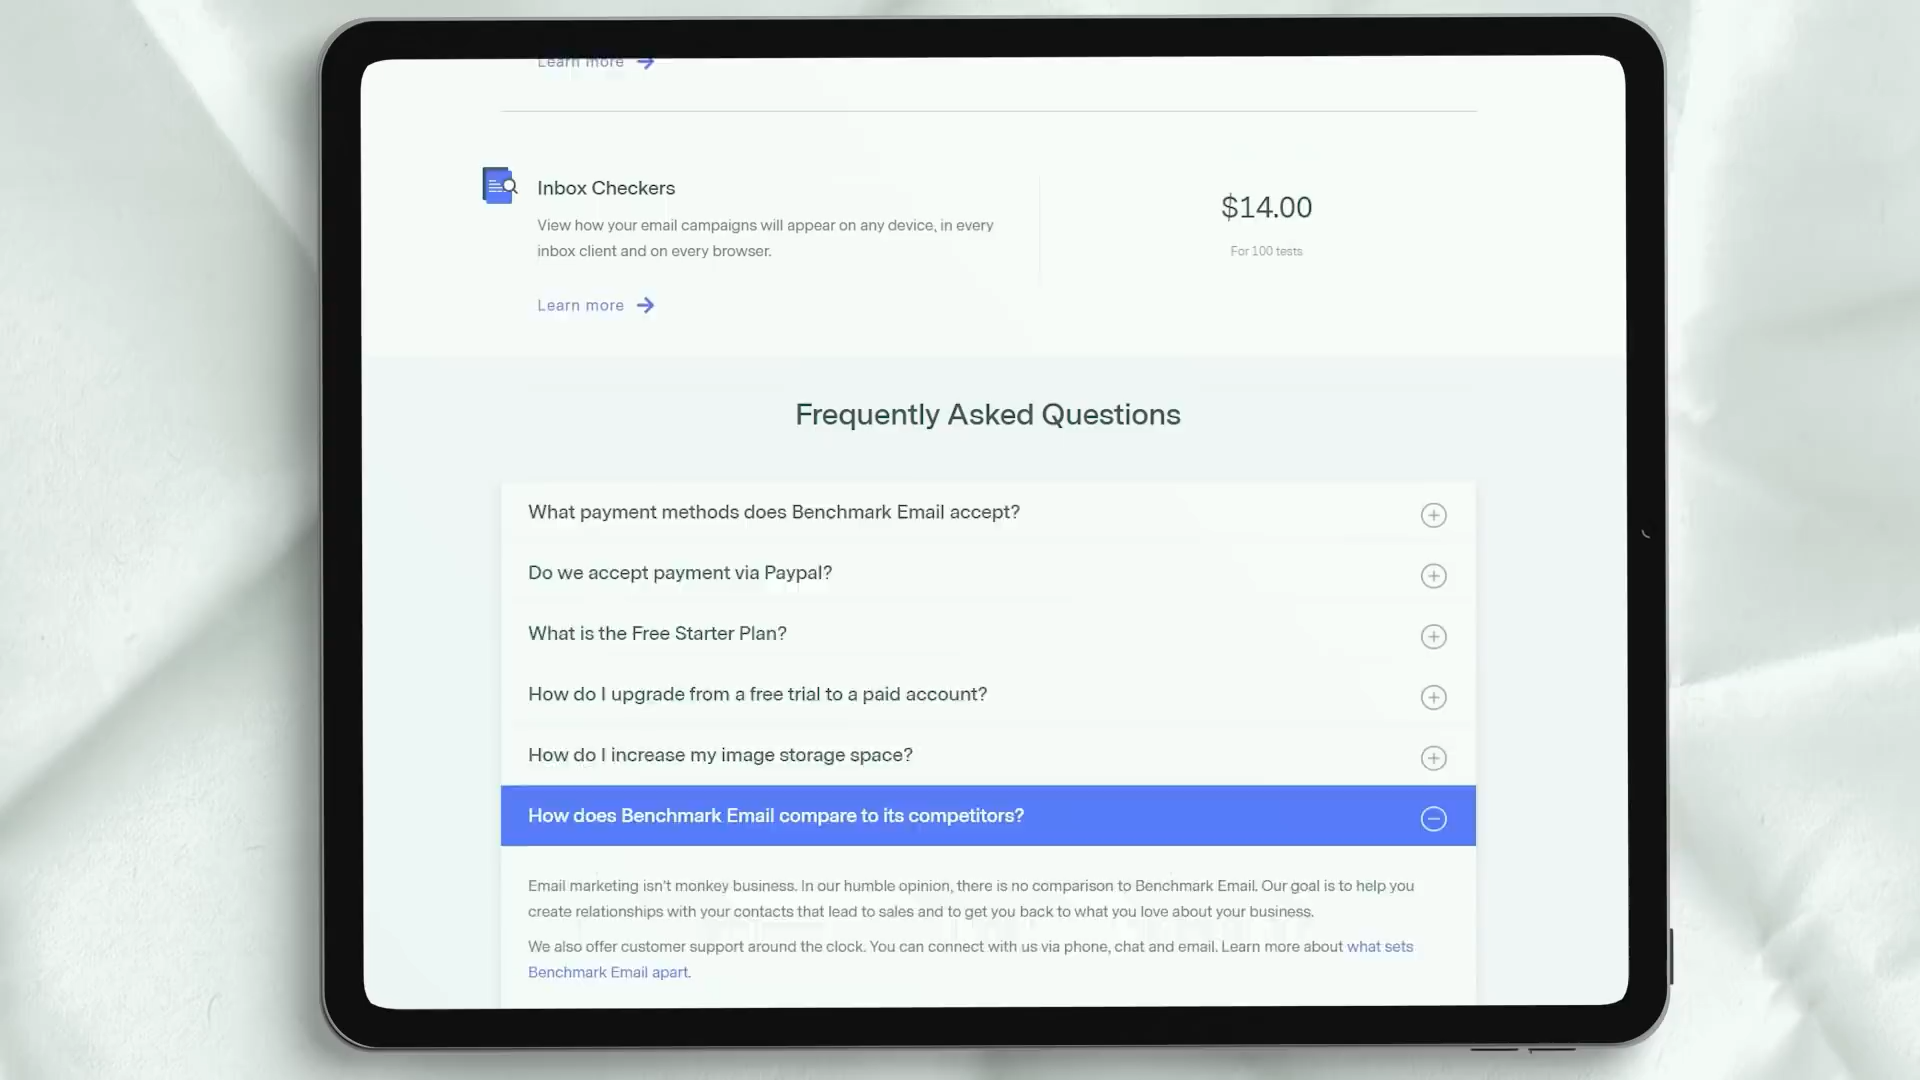 Learn more
Inbox Checkers
View how your email campaigns will appear on any device, in every
inbox client and on every browser.
$14.00
For 100 tests
Learn more
Frequently Asked Questions
What payment methods does Benchmark Email accept?
Do we accept payment via Paypal?
What is the Free Starter Plan?
How do I upgrade from a free trial to a paid account?
How do I increase my image storage space?
How does Benchmark Email compare to its competitors?
Email marketing isn't monkey business. In our humble opinion, there is no comparison to Benchmark Email. Our goal is to help you
create relationships with your contacts that lead to sales and to get you back to what you love about your business.
We also offer customer support around the clock. You can connect with us via phone, chat and email. Learn more about what sets
Benchmark Email apart.